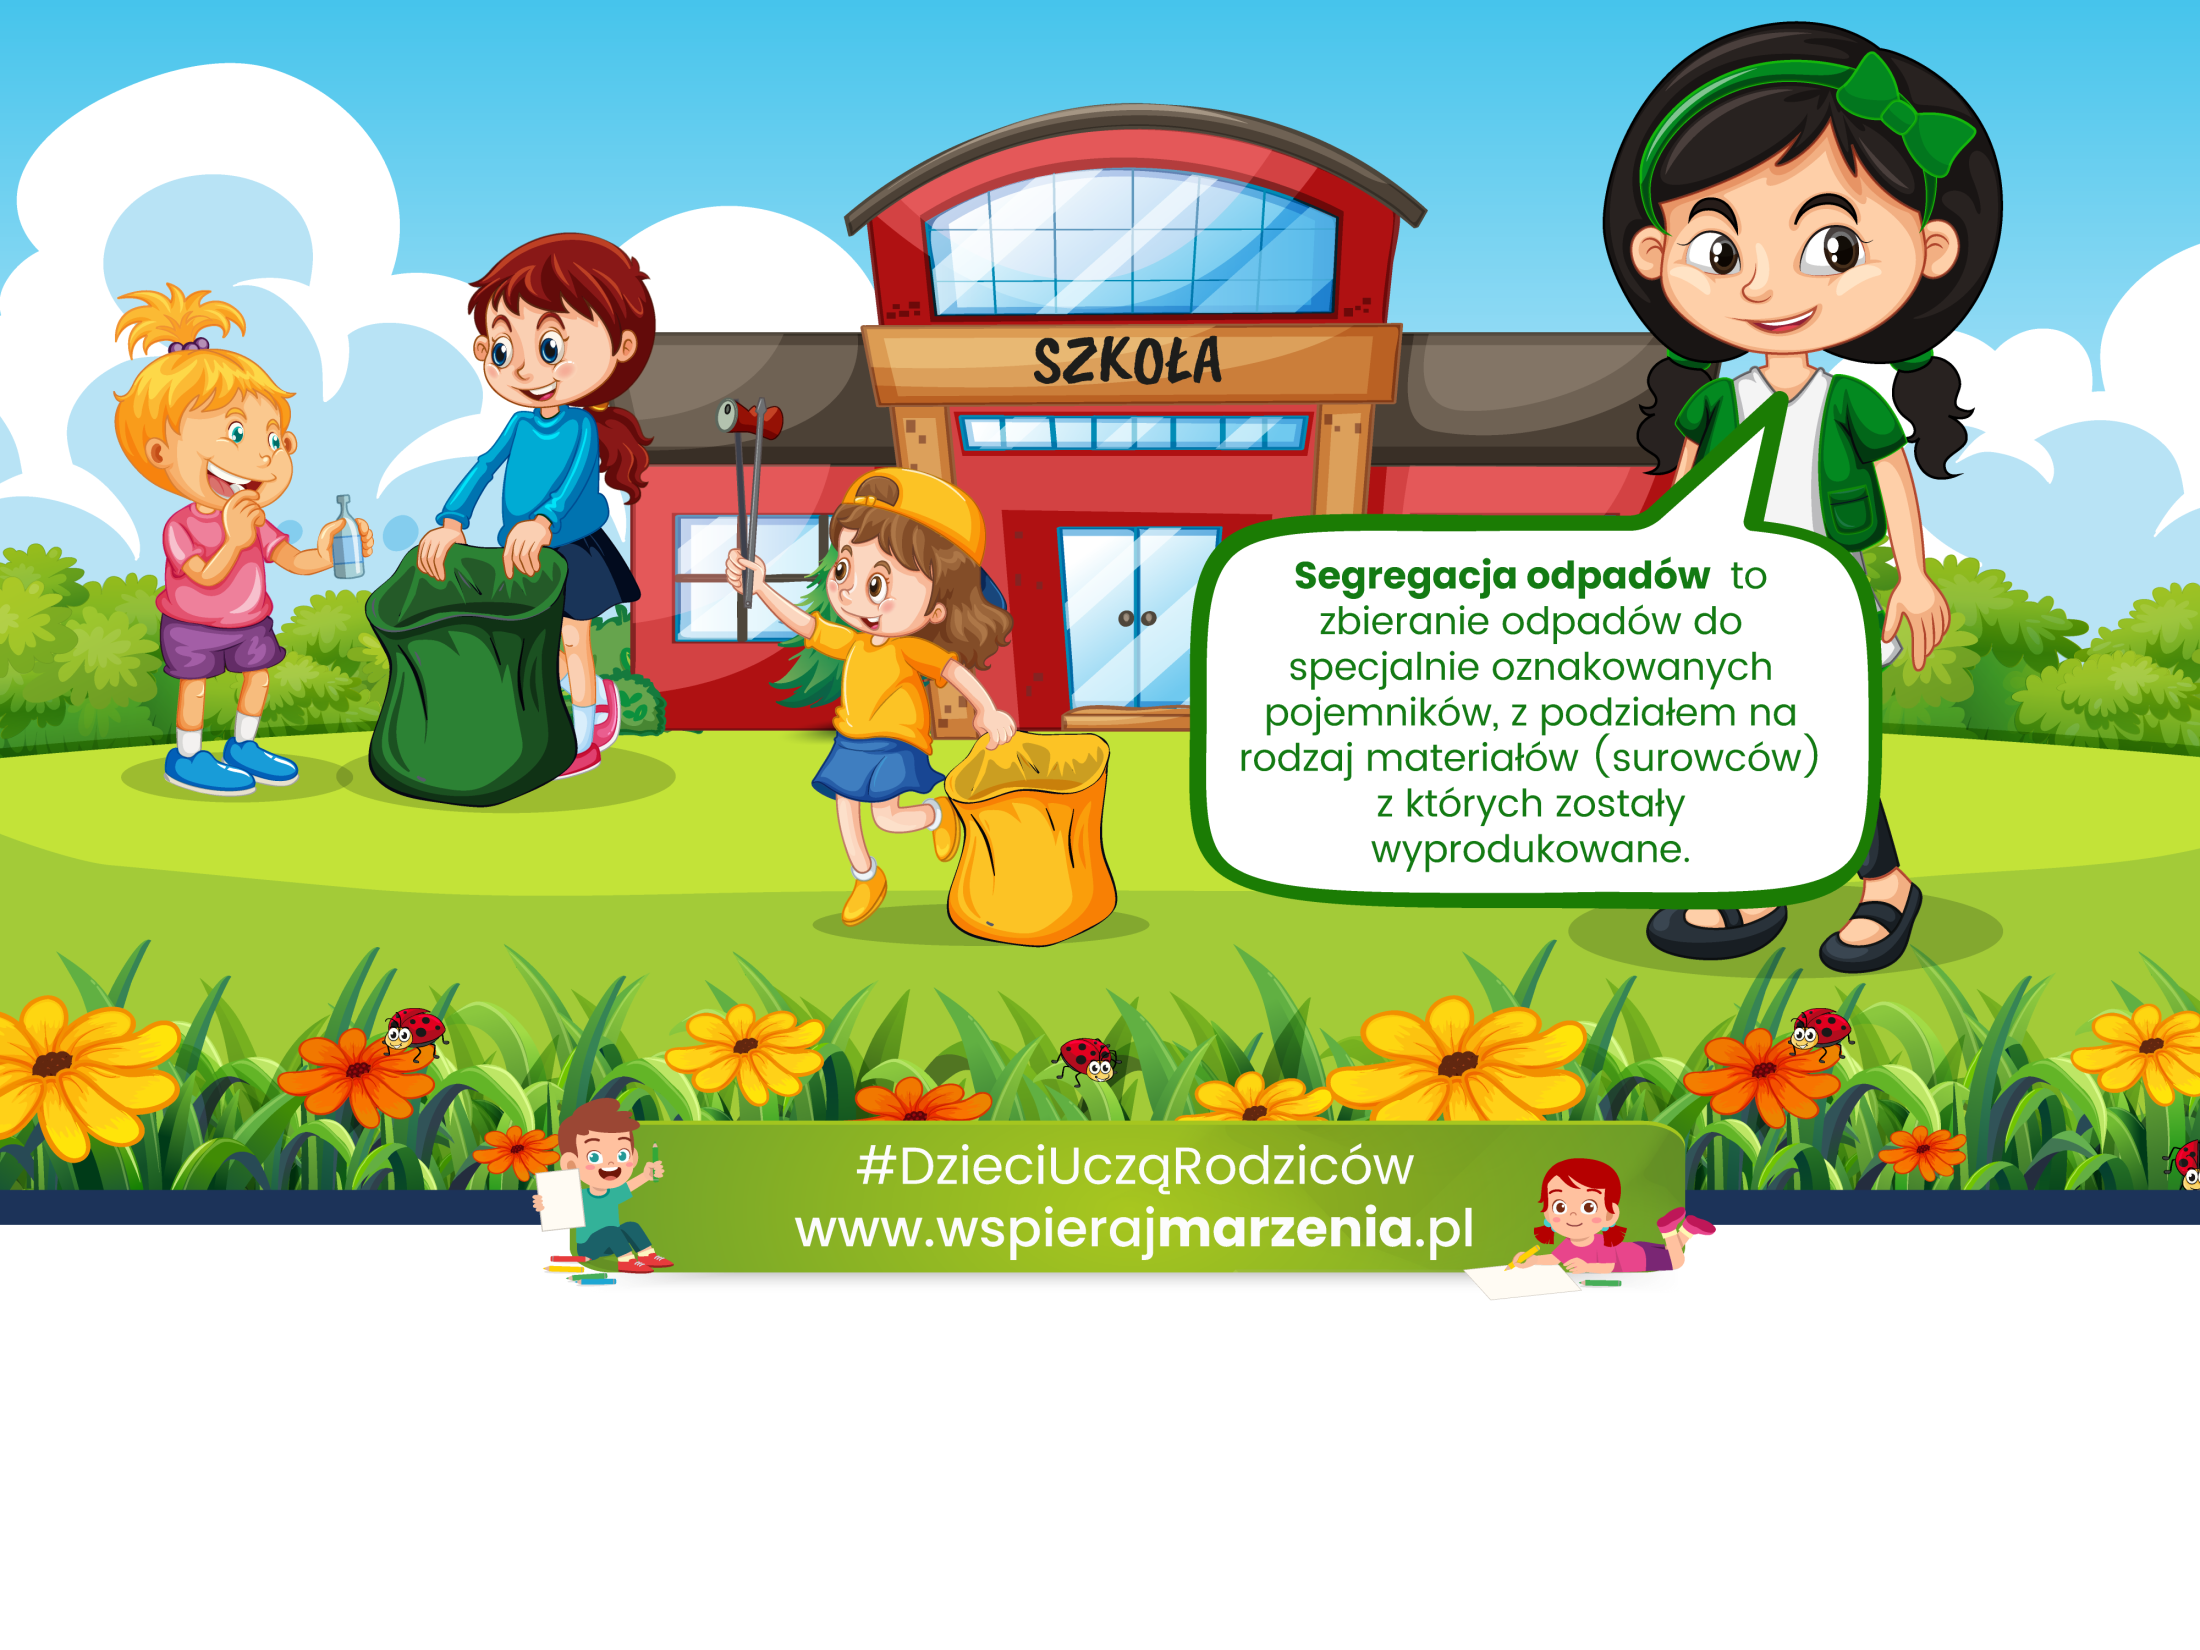 SZKOŁA
Segregacja odpadów to
zbieranie odpadów do
specjalnie oznakowanych
pojemników, z podziałem na
rodzaj materiałów (surowców)
z których zostały
wyprodukowane.
#DzieciUcząRodziców
www.wspierajmarzenia.pl